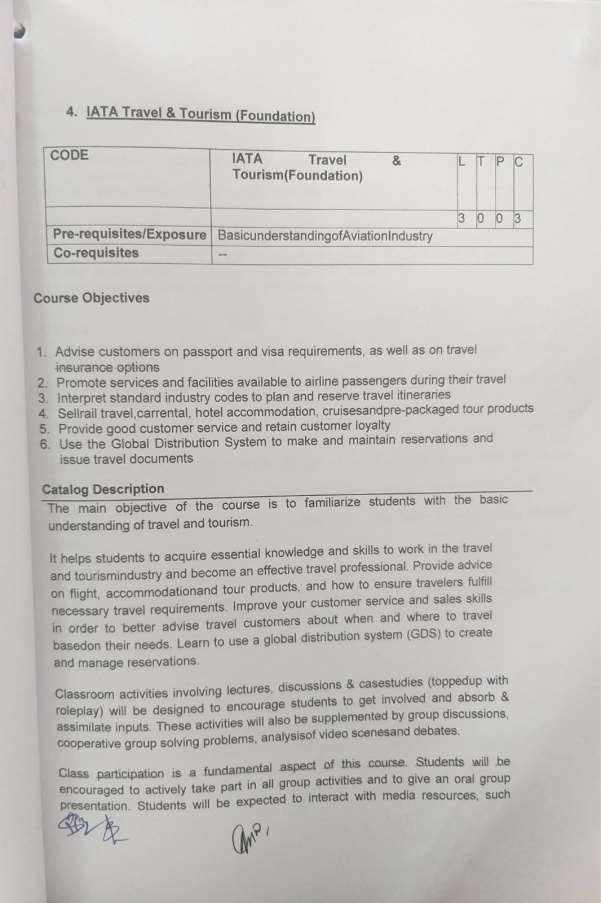 4. IATA Travel & Tourism (Foundation)
CODE IATA Travel & L T P C
Tourism(Foundation)
3 0 0 3
Pre-requisites/Exposure BasicunderstandingofAviationIndustry
Co-requisites --
Course Objectives
1. Advise customers on passport and visa requirements, as well as on travel
insurance options
2. Promote services and facilities available to airline passengers during their travel
3. Interpret standard industry codes to plan and reserve travel itineraries
4. Sellrail travel,carrental, hotel accommodation, cruisesandpre-packaged tour products
5. Provide good customer service and retain customer loyalty
6. Use the Global Distribution System to make and maintain reservations and
issue travel documents
Catalog Description
The main objective of the course is to familiarize students with the basic
understanding of travel and tourism.
It helps students to acquire essential knowledge and skills to work in the travel
and tourismindustry and become an effective travel professional. Provide advice
on flight, accommodationand tour products, and how to ensure travelers fulfill
necessary travel requirements. Improve your customer service and sales skills
in order to better advise travel customers about when and where to travel
basedon their needs. Learn to use a global distribution system (GDS) to create
and manage reservations.
Classroom activities involving lectures, discussions & casestudies (toppedup with
roleplay) will be designed to encourage students to get involved and absorb &
assimilate inputs. These activities will also be supplemented by group discussions,
cooperative group solving problems, analysisof video scenesand debates.
Class participation is a fundamental aspect of this course. Students will be
encouraged to actively take part in all group activities and to give an oral group
presentation. Students will be expected to interact with media resources, such